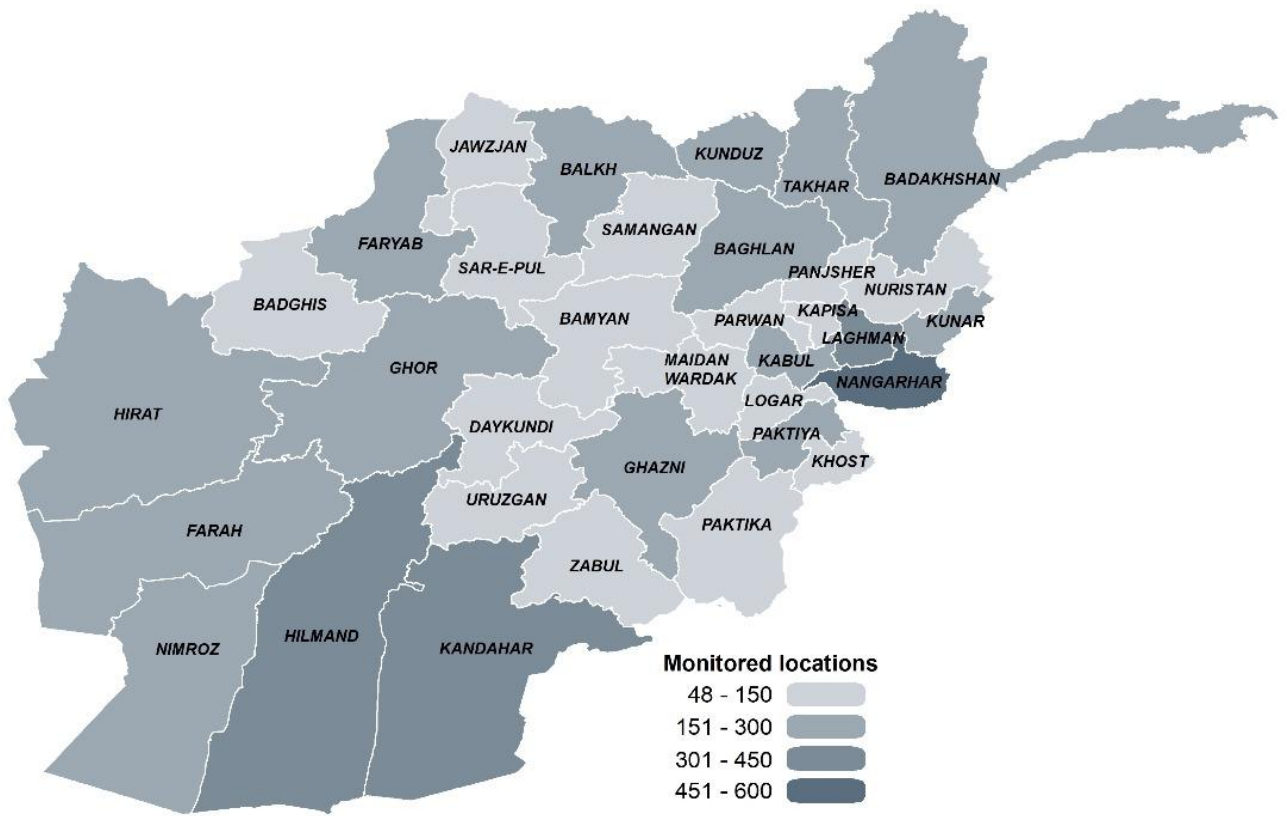 JAWZJAN
BALKH
KUNDUZ
TAKHAR
BADAKHSHAN
FARYAB
SAR-E-PUL
SAMANGAN
BAGHLAN
PANJSHER
NURISTAN
BADGHIS
BAMYAN
PARWAN
KAPISA
KUNAR
LAGHMAN
GHOR
MAIDAN
WARDAK
KABUL
NANGARHAR
HIRAT
DAYKUNDI
LOGAR
PAKTIYA
GHAZNI
KHOST
URUZGAN
FARAH
PAKTIKA
ZABUL
NIMROZ
HILMAND
KANDAHAR
Monitored locations
48 - 150
151 - 300
301 - 450
451 - 600